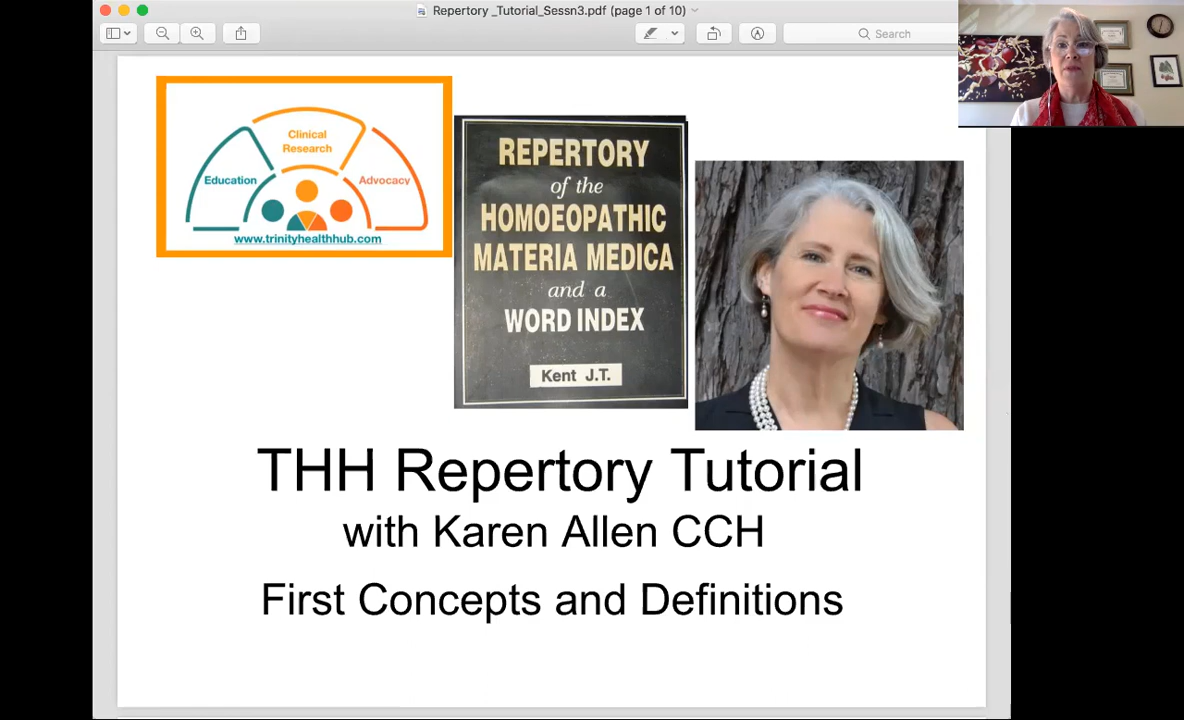 Repertory _Tutorial_Sessn3.pdf (page 1 of 10)
Search
Clinical
Research
Education
Advocacy
www.trinityhealthhub.com
REPERTORY
of the
HOMOEOPATHIC
MATERIA MEDICA
and a
WORD INDEX
Kent J.T.
THH Repertory Tutorial
with Karen Allen CCH
First Concepts and Definitions